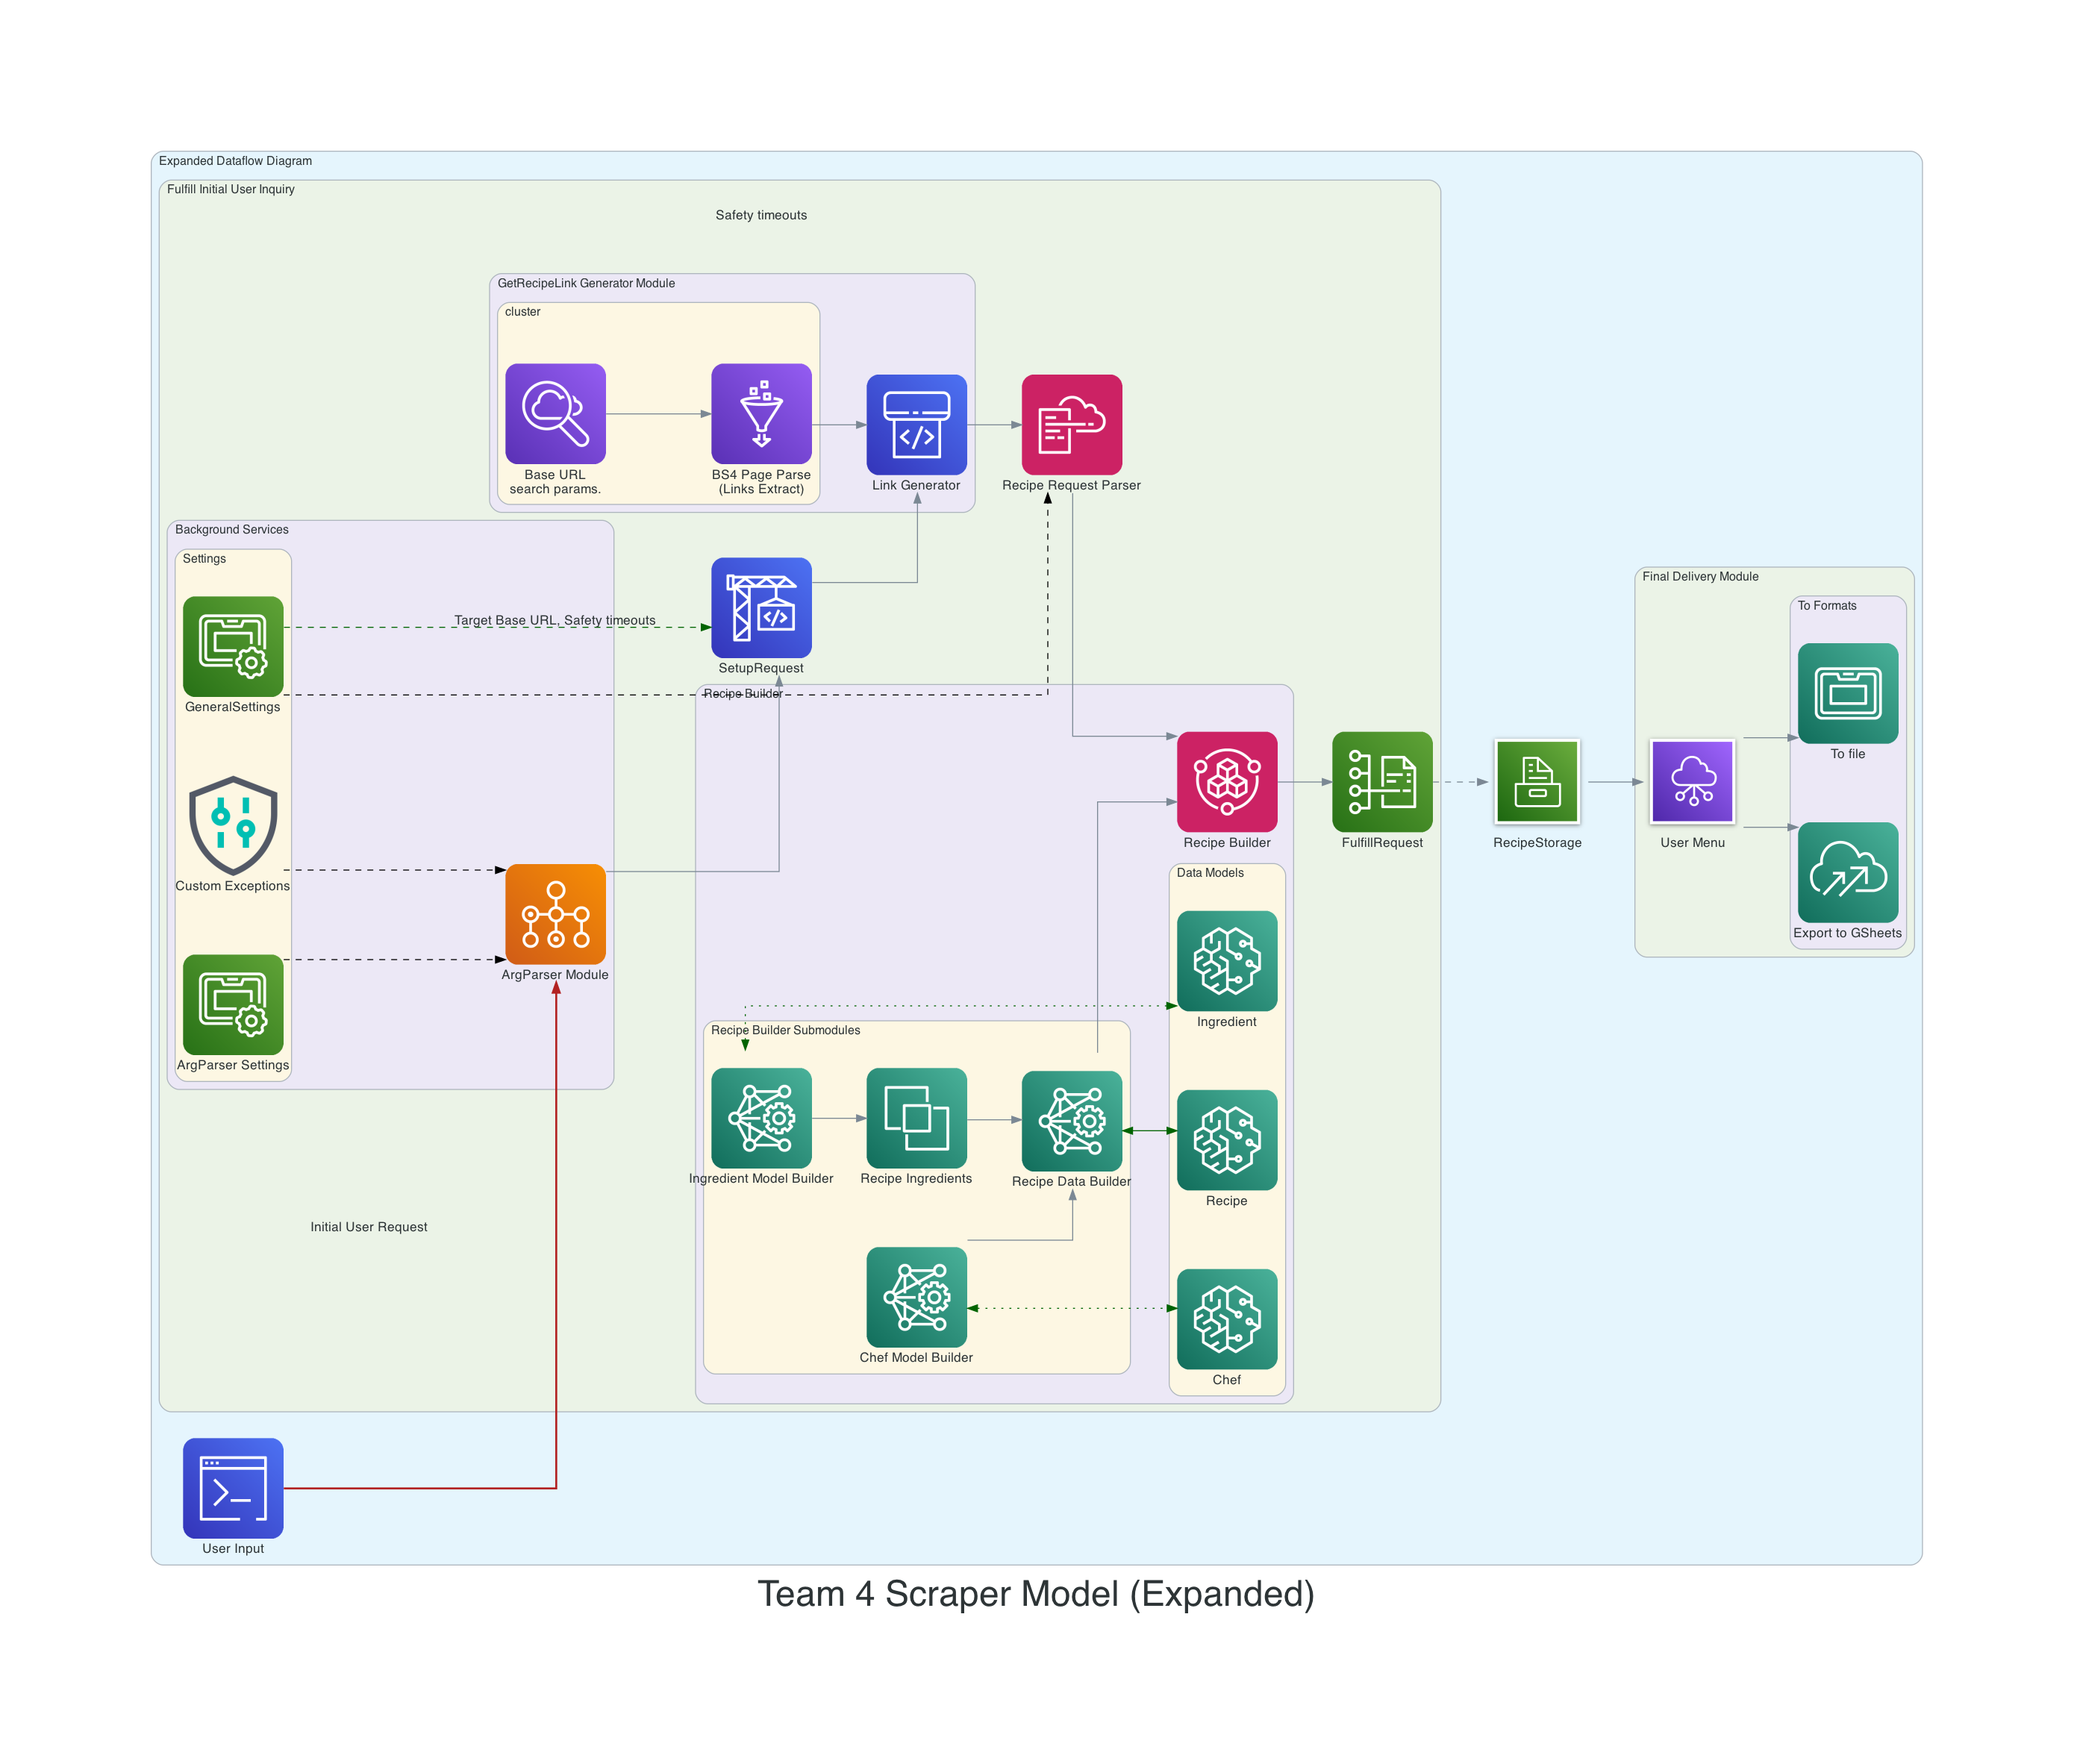 Expanded Dataflow Diagram
Fulfill Initial User Inquiry
Safety timeouts
GetRecipeLink Generator Module
cluster
Base URL
search params.
BS4 Page Parse
(Links Extract)
Link Generator
Recipe Request Parser
Background Services
Settings
GeneralSettings
Target Base URL, Safety timeouts
SetupRequest
Custom Exceptions
ArgParser Settings
ArgParser Module
Recipe Builder
Recipe Builder
FulfillRequest
RecipeStorage
Final Delivery Module
To Formats
To file
User Menu
Export to GSheets
Data Models
Ingredient
Recipe
Chef
Recipe Builder Submodules
Ingredient Model Builder
Recipe Ingredients
Recipe Data Builder
Chef Model Builder
Initial User Request
User Input
Team 4 Scraper Model (Expanded)